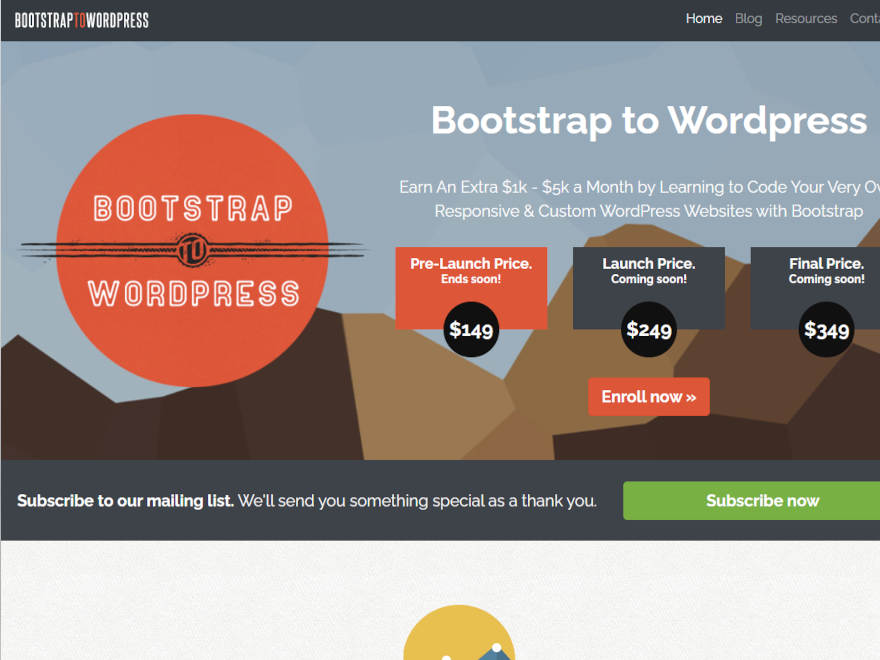 BOOTSTRAPTOWORDPRESS
Home Blog Resources
BOOTSTRAP
TO
WORDPRESS
Bootstrap to Wordpress
Earn An Extra $1k - $5k a Month by Learning to Code Your Very
Responsive & Custom WordPress Websites with Bootstrap
Pre-Launch Price.
Ends soon!
$149
Launch Price.
Coming soon!
$249
Final Price.
Coming soon!
$349
Enroll now »
Subscribe to our mailing list. We'll send you something special as a thank you.
Subscribe now